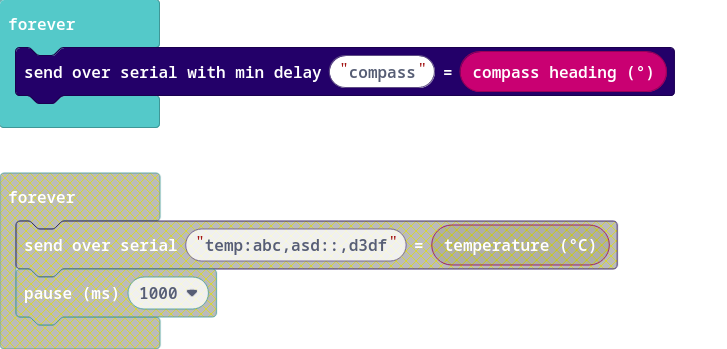 forever
send over serial with min delay "compass" = compass heading (°)
forever
send over serial "temp:abc,asd::,d3df" = temperature (°C)
pause (ms) 1000